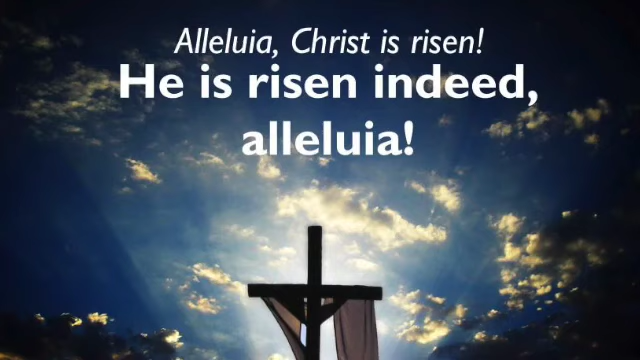 Alleluia, Christ is risen!
He is risen indeed,
alleluia!